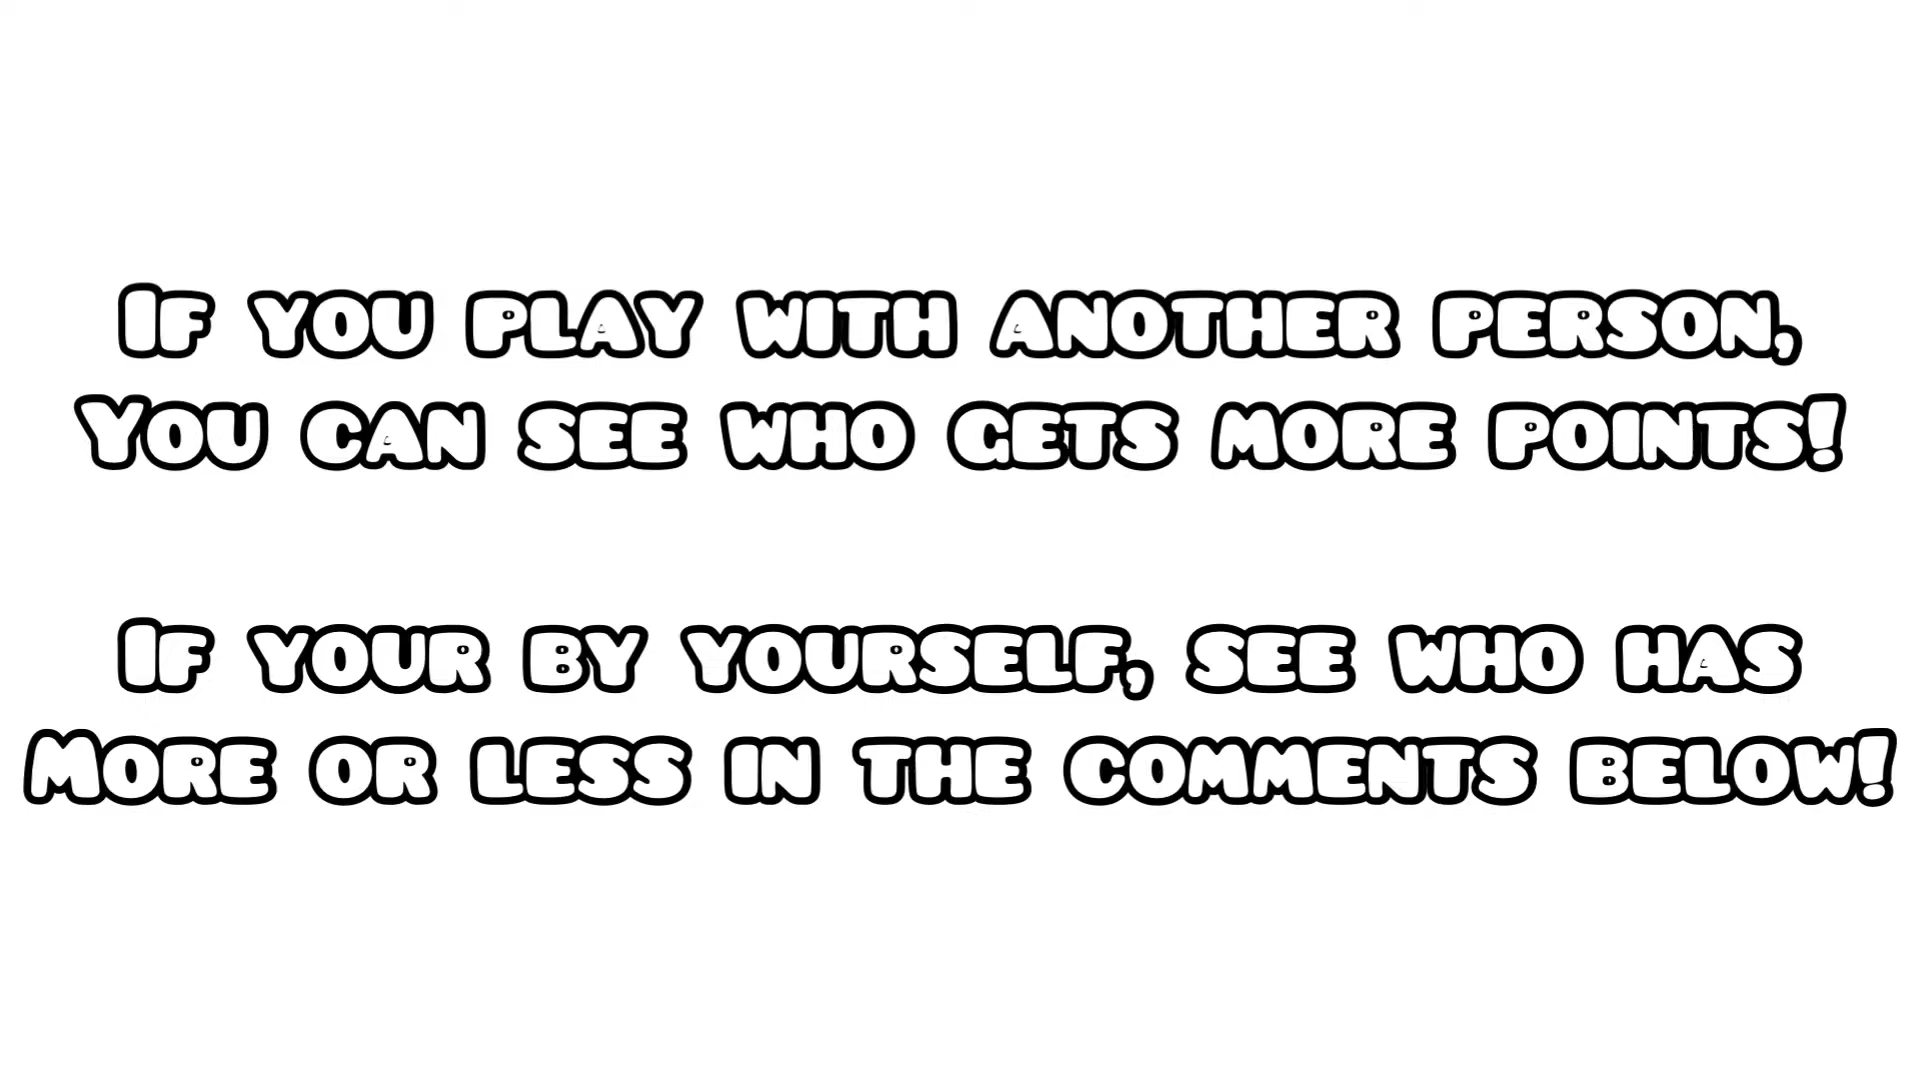 If you play with another person,
You can see who gets more points!
If your by yourself, see who has
More or less in the comments below!